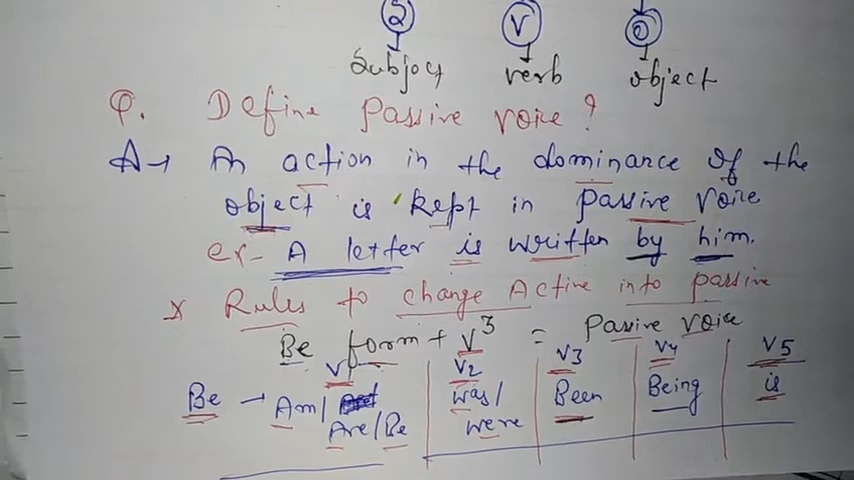 S V O
Subject verb object
Q. Define Passive voice?
A→ An action in the dominance of the
object is kept in passive voice
ex- A letter is written by him.
x Rules to change Active into passive
Be form + V3 = Passive voice
V1 V2 V3 V4 V5
Be → Am/ was/ Been Being is
Are/Be were